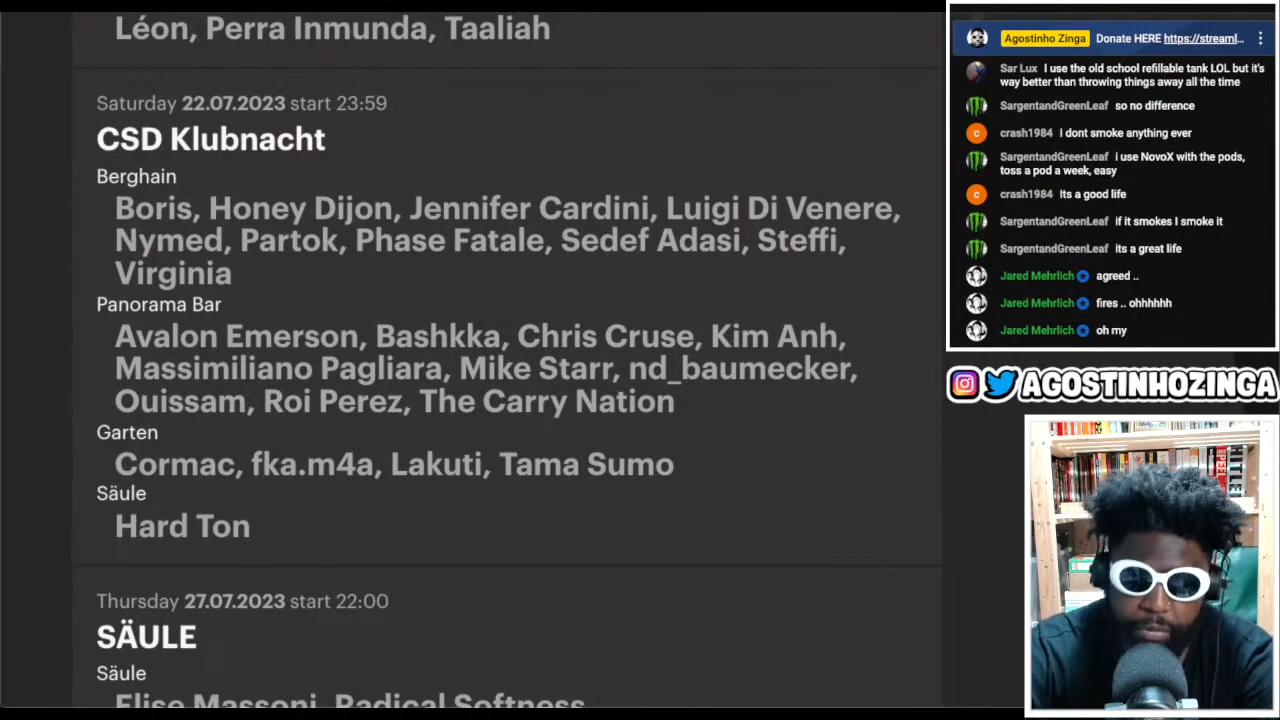 Léon, Perra Inmunda, Taaliah
Saturday 22.07.2023 start 23:59
CSD Klubnacht
Berghain
Boris, Honey Dijon, Jennifer Cardini, Luigi Di Venere,
Nymed, Partok, Phase Fatale, Sedef Adasi, Steffi,
Virginia
Panorama Bar
Avalon Emerson, Bashkka, Chris Cruse, Kim Anh,
Massimiliano Pagliara, Mike Starr, nd_baumecker,
Ouissam, Roi Perez, The Carry Nation
Garten
Cormac, fka.m4a, Lakuti, Tama Sumo
Säule
Hard Ton
Thursday 27.07.2023 start 22:00
SÄULE
Säule
Elise Massoni, Radical Softness
Agostinho Zinga Donate HERE https://streaml...
Sar Lux I use the old school refillable tank LOL but it's
way better than throwing things away all the time
SargentandGreenLeaf so no difference
crash1984 I dont smoke anything ever
SargentandGreenLeaf i use NovoX with the pods,
toss a pod a week, easy
crash1984 Its a good life
SargentandGreenLeaf if it smokes I smoke it
SargentandGreenLeaf its a great life
Jared Mehrlich agreed ..
Jared Mehrlich fires .. ohhhhhh
Jared Mehrlich oh my
AGOSTINHOZINGA